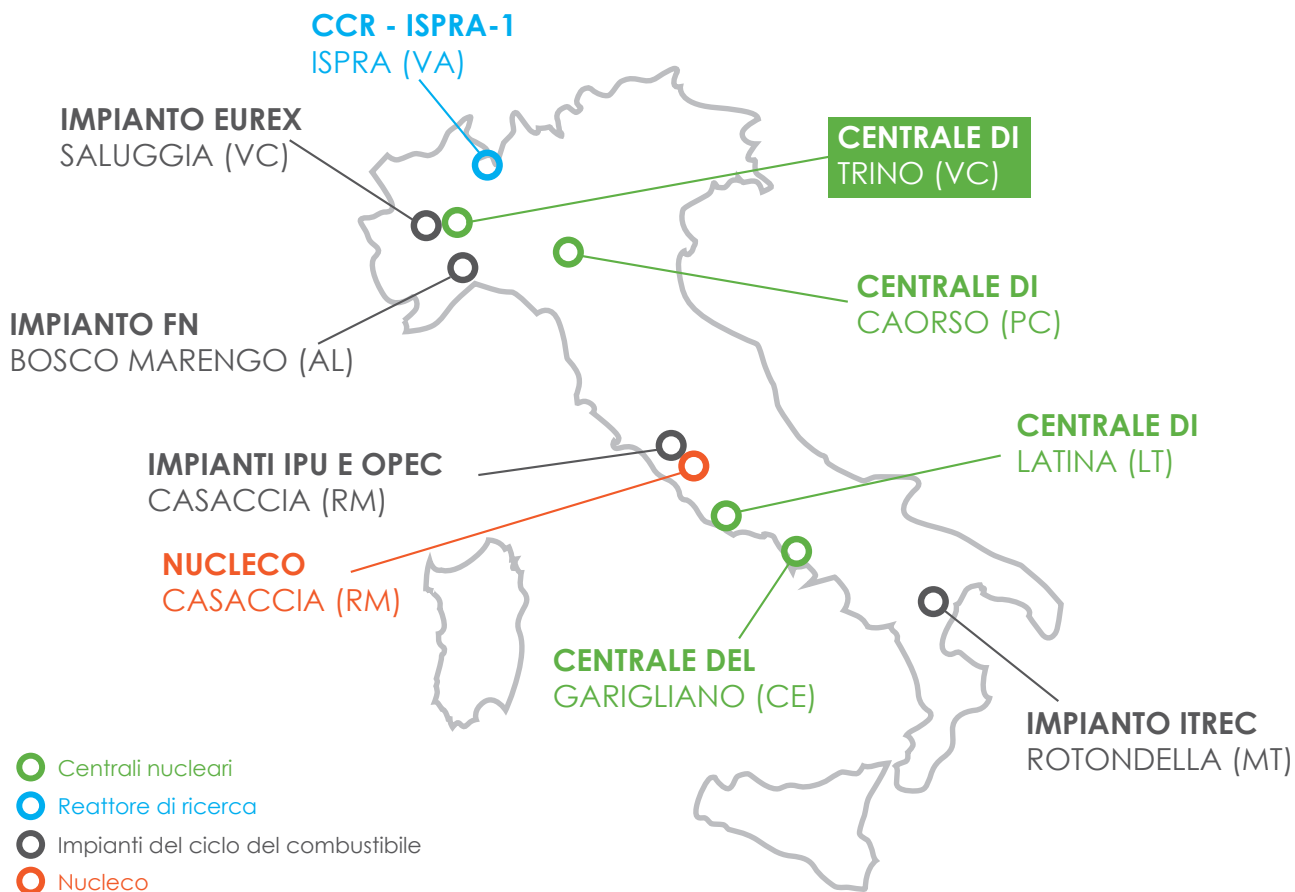 CCR - ISPRA-1
ISPRA (VA)
IMPIANTO EUREX
SALUGGIA (VC)
CENTRALE DI
TRINO (VC)
CENTRALE DI
CAORSO (PC)
IMPIANTO FN
BOSCO MARENGO (AL)
CENTRALE DI
LATINA (LT)
IMPIANTI IPU E OPEC
CASACCIA (RM)
NUCLECO
CASACCIA (RM)
CENTRALE DEL
GARIGLIANO (CE)
IMPIANTO ITREC
ROTONDELLA (MT)
Centrali nucleari
Reattore di ricerca
Impianti del ciclo del combustibile
Nucleco